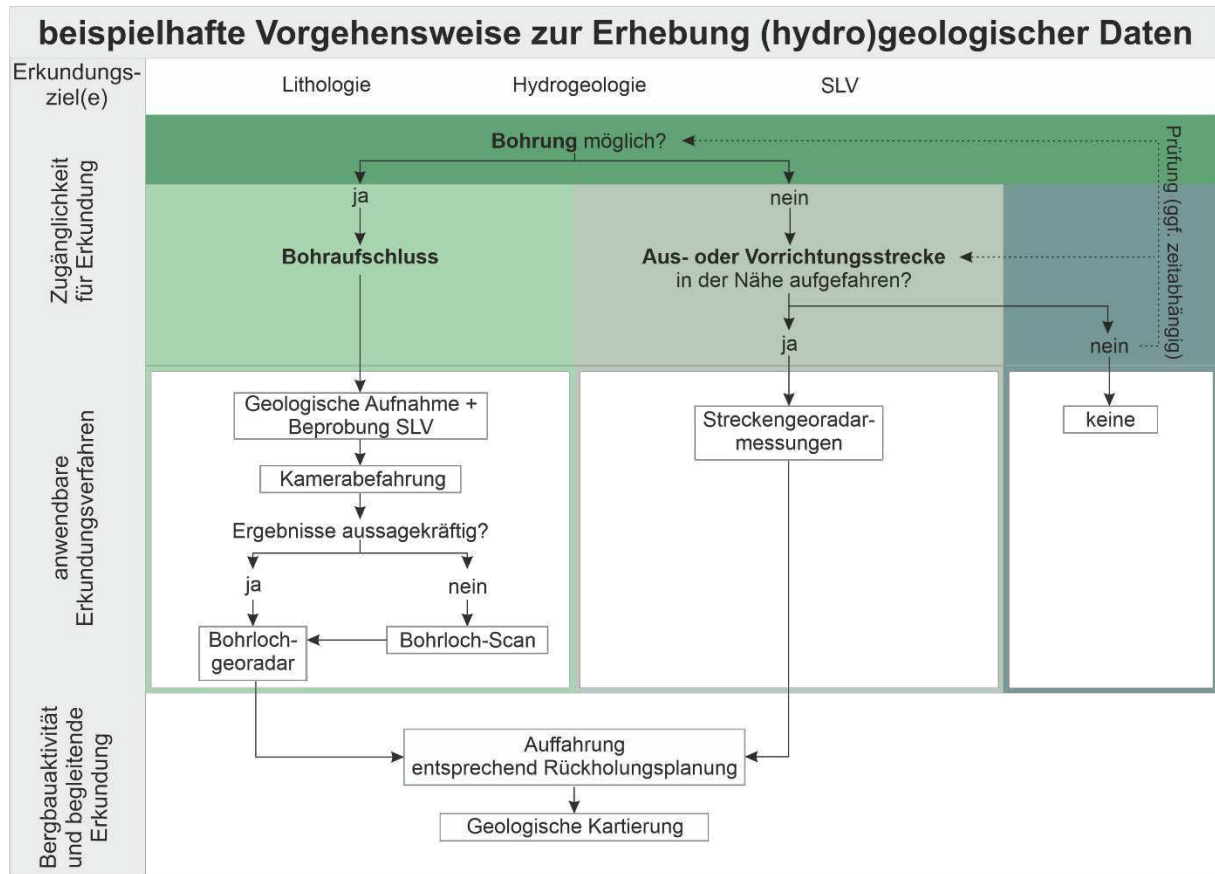 beispielhafte Vorgehensweise zur Erhebung (hydro)geologischer Daten
Erkundungs-
ziel(e)
Lithologie
Hydrogeologie
SLV
Zugänglichkeit
für Erkundung
Bohrung möglich?
ja
nein
Bohraufschluss
Aus- oder Vorrichtungsstrecke
in der Nähe aufgefahren?
ja
nein
Prüfung (ggf. zeitabhängig)
anwendbare
Erkundungsverfahren
Geologische Aufnahme +
Beprobung SLV
Kamerabefahrung
Ergebnisse aussagekräftig?
ja
nein
Bohrloch-
georadar
Bohrloch-Scan
Streckengeoradar-
messungen
keine
Bergbauaktivität
und begleitende
Erkundung
Auffahrung
entsprechend Rückholungsplanung
Geologische Kartierung